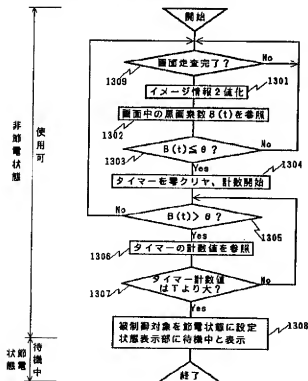 開始
画面走査完了?
No
1309
1301
イメージ情報2値化
画面中の黒画素数B(t)を参照
1302
No
B(t)≦θ?
1303
Yes
1304
タイマーを零クリヤ、計数開始
No
B(t)>θ?
1305
Yes
タイマーの計数値を参照
1306
タイマー計数値
はTより大?
No
1307
Yes
被制御対象を節電状態に設定
状態表示部に待機中と表示
1308
終了
非節電状態
使用可
節電状態
待機中